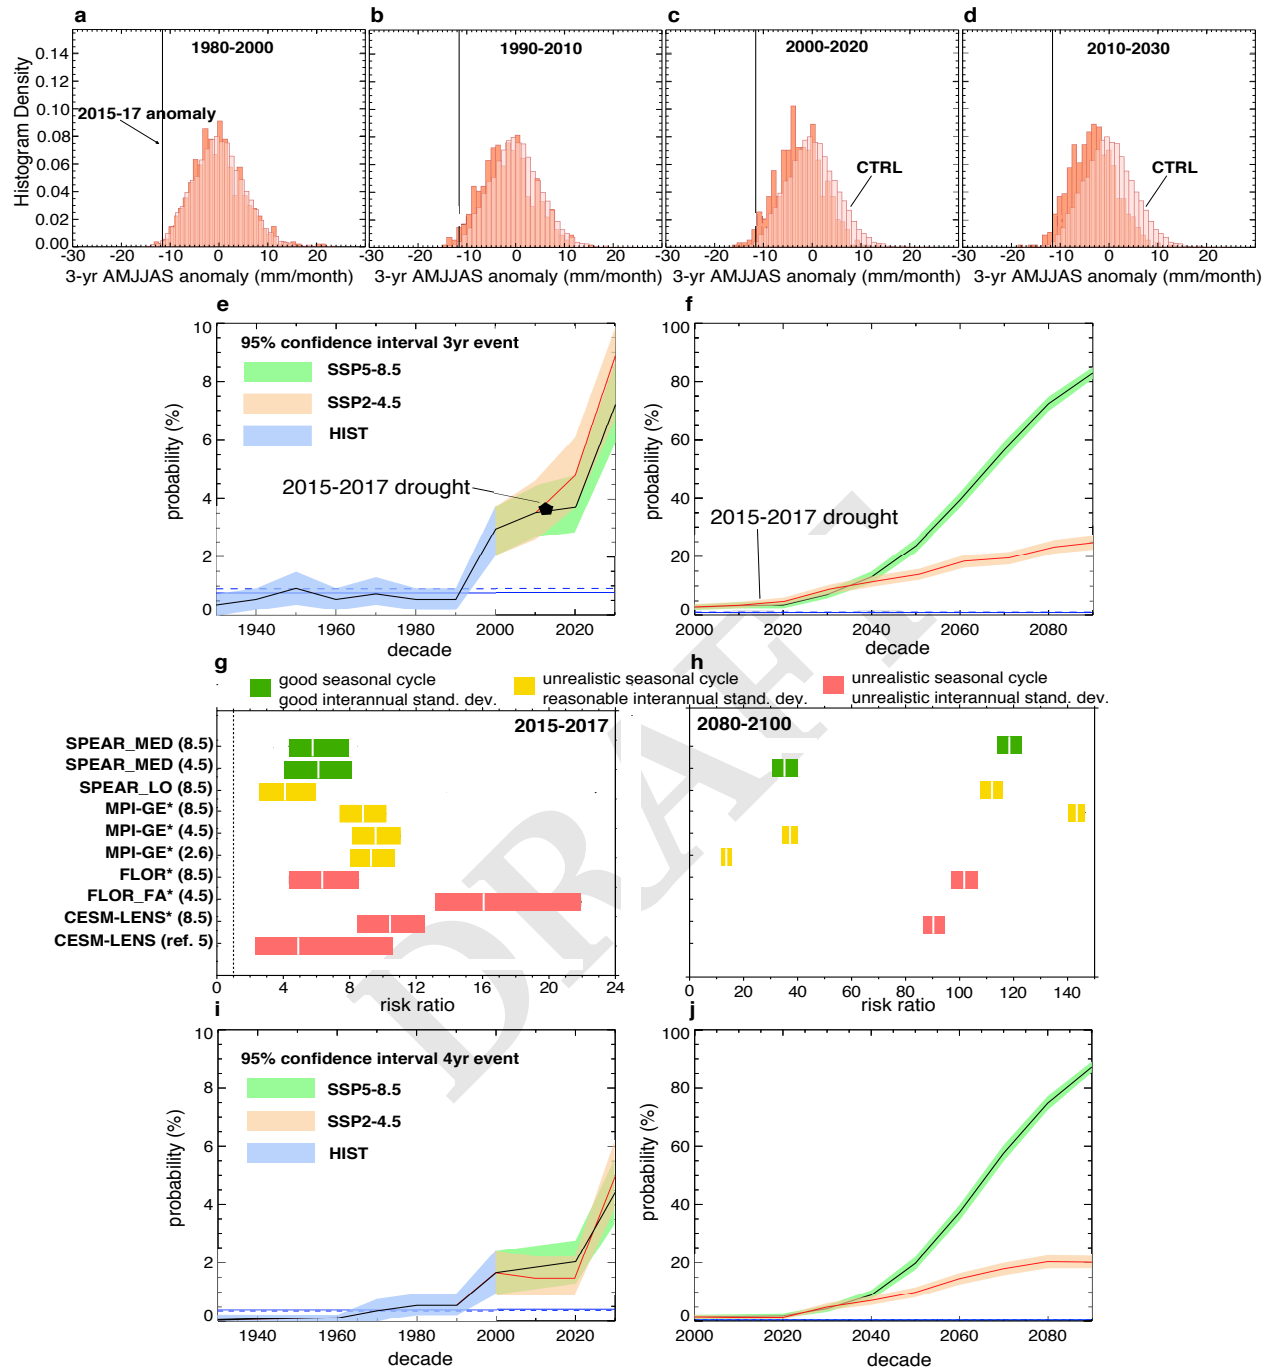 a b c d
1980-2000 1990-2010 2000-2020 2010-2030
Histogram Density
0.14
0.12
0.10
0.08
0.06
0.04
0.02
0.00
2015-17 anomaly
CTRL CTRL
-30 -20 -10 0 10 20 -30 -20 -10 0 10 20 -30 -20 -10 0 10 20 -30 -20 -10 0 10 20 30
3-yr AMJJAS anomaly (mm/month) 3-yr AMJJAS anomaly (mm/month) 3-yr AMJJAS anomaly (mm/month) 3-yr AMJJAS anomaly (mm/month)
e
probability (%)
10
8
6
4
2
0
95% confidence interval 3yr event
SSP5-8.5
SSP2-4.5
HIST
2015-2017 drought
1940 1960 1980 2000 2020
decade
f
probability (%)
100
80
60
40
20
0
2015-2017 drought
2000 2020 2040 2060 2080
decade
g h
good seasonal cycle
good interannual stand. dev.
unrealistic seasonal cycle
reasonable interannual stand. dev.
unrealistic seasonal cycle
unrealistic interannual stand. dev.
2015-2017
SPEAR_MED (8.5)
SPEAR_MED (4.5)
SPEAR_LO (8.5)
MPI-GE* (8.5)
MPI-GE* (4.5)
MPI-GE* (2.6)
FLOR* (8.5)
FLOR_FA* (4.5)
CESM-LENS* (8.5)
CESM-LENS (ref. 5)
0 4 8 12 16 20 24
risk ratio
2080-2100
0 20 40 60 80 100 120 140
risk ratio
i
probability (%)
10
8
6
4
2
0
95% confidence interval 4yr event
SSP5-8.5
SSP2-4.5
HIST
1940 1960 1980 2000 2020
decade
j
probability (%)
100
80
60
40
20
0
2000 2020 2040 2060 2080
decade
DRAFT